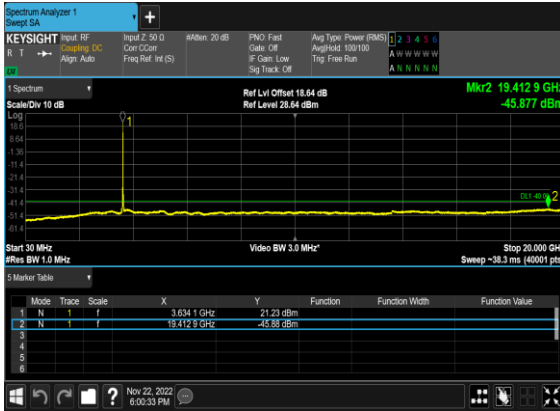 Spectrum Analyzer 1
Swept SA
KEYSIGHT
R T
Input: RF
Coupling: DC
Align: Auto
Input Z: 50 Ω
Corr CCorr
Freq Ref: Int (S)
#Atten: 20 dB
PNO: Fast
Gate: Off
IF Gain: Low
Sig Track: Off
Avg Type: Power (RMS)
Avg|Hold: 100/100
Trig: Free Run
1 2 3 4 5 6
A W W W W W
A N N N N N
1 Spectrum
Scale/Div 10 dB
Ref Lvl Offset 18.64 dB
Ref Level 28.64 dBm
Mkr2 19.412 9 GHz
-45.877 dBm
Log
18.6
8.64
-1.36
-11.4
-21.4
-31.4
-41.4
-51.4
-61.4
1
2
Start 30 MHz
#Res BW 1.0 MHz
Video BW 3.0 MHz*
Stop 20.000 GHz
Sweep ~38.3 ms (40001 pts
5 Marker Table
Mode Trace Scale X Y Function Function Width Function Value
1 N 1 f 3.634 1 GHz 21.23 dBm
2 N 1 f 19.412 9 GHz -45.88 dBm
3
4
5
6
Nov 22, 2022
6:00:33 PM